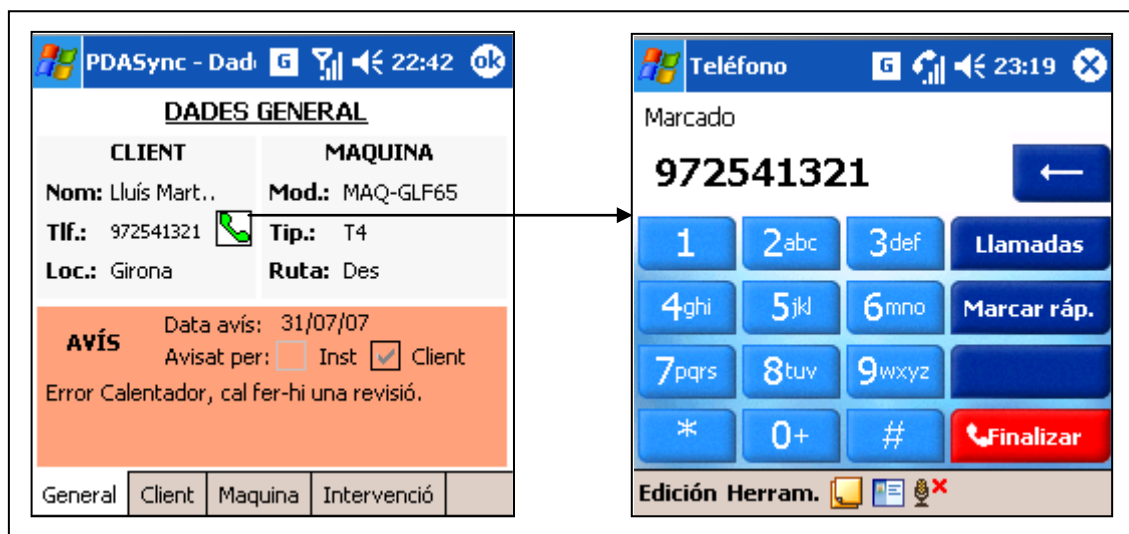 PDASync - Dad G 22:42 ok
DADES GENERAL
CLIENT MAQUINA
Nom: Lluís Mart.. Mod.: MAQ-GLF65
Tlf.: 972541321 Tip.: T4
Loc.: Girona Ruta: Des
AVÍS Data avís: 31/07/07
Avisat per: Inst Client
Error Calentador, cal fer-hi una revisió.
General Client Maquina Intervenció
Teléfono G 23:19
Marcado
972541321
1 2abc 3def Llamadas
4ghi 5jkl 6mno Marcar ráp.
7pqrs 8tuv 9wxyz
* 0+ # Finalizar
Edición Herram.